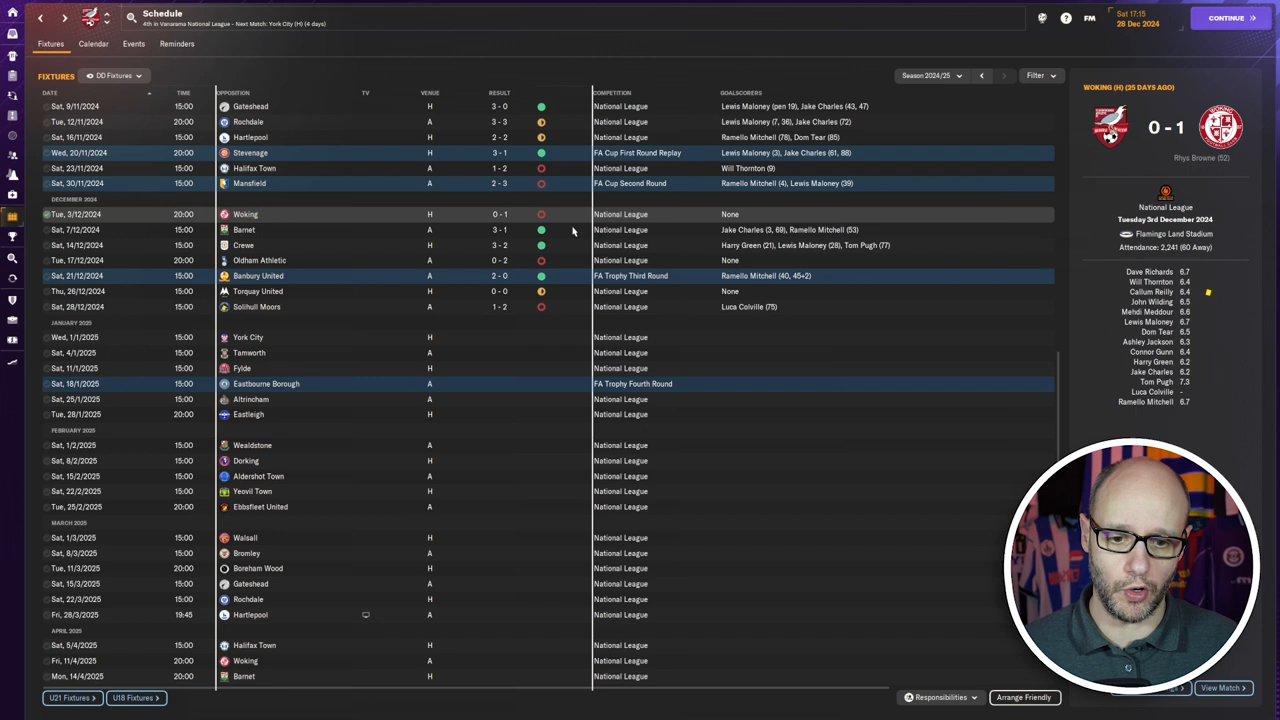 Schedule
4th in Vanarama National League - Next Match: York City (H) (4 days)
FM
Sat 17:15
28 Dec 2024
CONTINUE
Fixtures Calendar Events Reminders
FIXTURES DD Fixtures Season 2024/25 Filter
DATE TIME OPPOSITION TV VENUE RESULT COMPETITION GOALSCORERS
Sat, 9/11/2024 15:00 Gateshead H 3 - 0 National League Lewis Maloney (pen 19), Jake Charles (43, 47)
Tue, 12/11/2024 20:00 Rochdale A 3 - 3 National League Lewis Maloney (7, 36), Jake Charles (72)
Sat, 16/11/2024 15:00 Hartlepool H 2 - 2 National League Ramello Mitchell (78), Dom Tear (85)
Wed, 20/11/2024 20:00 Stevenage H 3 - 1 FA Cup First Round Replay Lewis Maloney (3), Jake Charles (61, 88)
Sat, 23/11/2024 15:00 Halifax Town A 1 - 2 National League Will Thornton (9)
Sat, 30/11/2024 15:00 Mansfield A 2 - 3 FA Cup Second Round Ramello Mitchell (4), Lewis Maloney (39)
DECEMBER 2024
Tue, 3/12/2024 20:00 Woking H 0 - 1 National League None
Sat, 7/12/2024 15:00 Barnet A 3 - 1 National League Jake Charles (3, 69), Ramello Mitchell (53)
Sat, 14/12/2024 15:00 Crewe H 3 - 2 National League Harry Green (21), Lewis Maloney (28), Tom Pugh (77)
Tue, 17/12/2024 20:00 Oldham Athletic A 0 - 2 National League None
Sat, 21/12/2024 15:00 Banbury United A 2 - 0 FA Trophy Third Round Ramello Mitchell (40, 45+2)
Thu, 26/12/2024 15:00 Torquay United H 0 - 0 National League None
Sat, 28/12/2024 15:00 Solihull Moors A 1 - 2 National League Luca Colville (75)
JANUARY 2025
Wed, 1/1/2025 15:00 York City H National League
Sat, 4/1/2025 15:00 Tamworth A National League
Sat, 11/1/2025 15:00 Fylde H National League
Sat, 18/1/2025 15:00 Eastbourne Borough A FA Trophy Fourth Round
Sat, 25/1/2025 15:00 Altrincham A National League
Tue, 28/1/2025 20:00 Eastleigh H National League
FEBRUARY 2025
Sat, 1/2/2025 15:00 Wealdstone A National League
Sat, 8/2/2025 15:00 Dorking H National League
Sat, 15/2/2025 15:00 Aldershot Town A National League
Sat, 22/2/2025 15:00 Yeovil Town H National League
Tue, 25/2/2025 20:00 Ebbsfleet United A National League
MARCH 2025
Sat, 1/3/2025 15:00 Walsall H National League
Sat, 8/3/2025 15:00 Bromley A National League
Tue, 11/3/2025 20:00 Boreham Wood H National League
Sat, 15/3/2025 15:00 Gateshead A National League
Sat, 22/3/2025 15:00 Rochdale H National League
Fri, 28/3/2025 19:45 Hartlepool A National League
APRIL 2025
Sat, 5/4/2025 15:00 Halifax Town H National League
Fri, 11/4/2025 20:00 Woking A National League
Mon, 14/4/2025 20:00 Barnet H National League
U21 Fixtures > U18 Fixtures > Responsibilities Arrange Friendly
WOKING (H) (25 DAYS AGO)
0 - 1
Rhys Browne (52)
National League
Tuesday 3rd December 2024
Flamingo Land Stadium
Attendance: 2,241 (60 Away)
Dave Richards 6.7
Will Thornton 6.4
Callum Reilly 6.4
John Wilding 6.5
Mehdi Meddour 6.6
Lewis Maloney 6.7
Dom Tear 6.5
Ashley Jackson 6.3
Connor Gunn 6.4
Harry Green 6.2
Jake Charles 6.2
Tom Pugh 7.3
Luca Colville -
Ramello Mitchell 6.7
View Match >